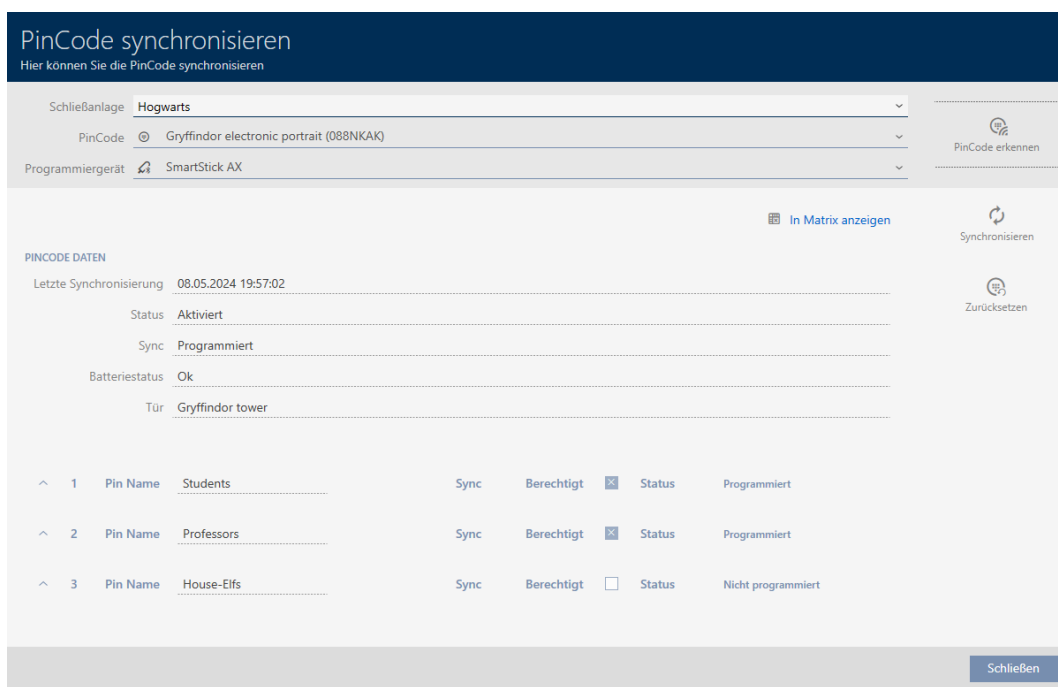 PinCode synchronisieren
Hier können Sie die PinCode synchronisieren
Schließanlage Hogwarts
PinCode Gryffindor electronic portrait (088NKAK)
PinCode erkennen
Programmiergerät SmartStick AX
In Matrix anzeigen
Synchronisieren
PINCODE DATEN
Letzte Synchronisierung 08.05.2024 19:57:02
Zurücksetzen
Status Aktiviert
Sync Programmiert
Batteriestatus Ok
Tür Gryffindor tower
1 Pin Name Students Sync Berechtigt Status Programmiert
2 Pin Name Professors Sync Berechtigt Status Programmiert
3 Pin Name House-Elfs Sync Berechtigt Status Nicht programmiert
Schließen